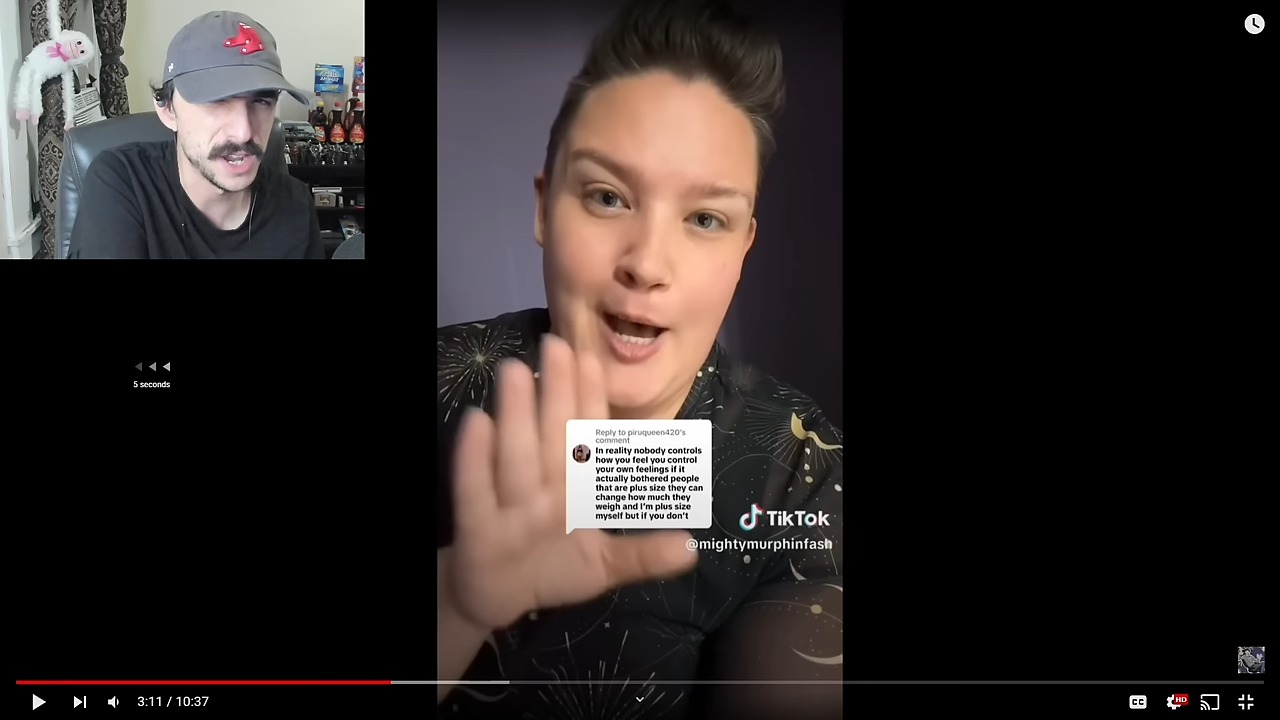 5 seconds
Reply to piruqueen420's
comment
In reality nobody controls
how you feel you control
your own feelings if it
actually bothered people
that are plus size they can
change how much they
weigh and I'm plus size
myself but if you don't
TikTok
@mightymurphinfash
3:11 / 10:37
CC
HD